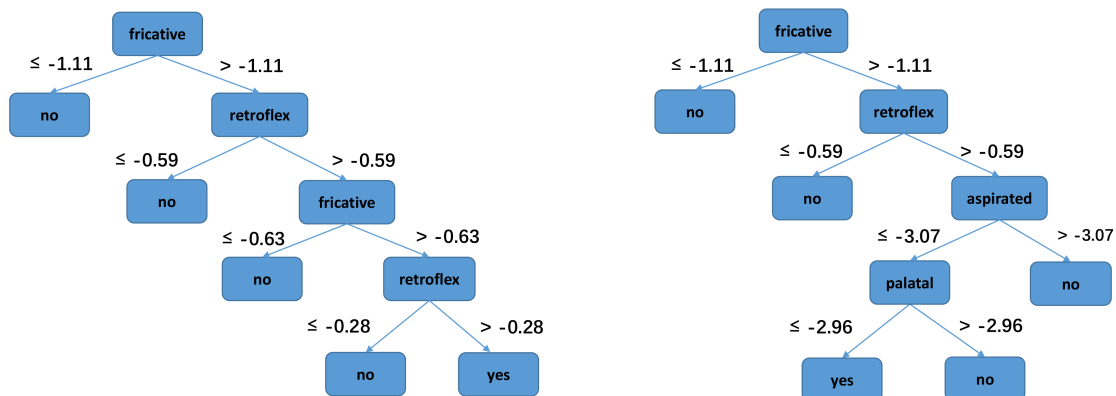 fricative
≤ -1.11
> -1.11
no
retroflex
≤ -0.59
> -0.59
no
fricative
≤ -0.63
> -0.63
no
retroflex
≤ -0.28
> -0.28
no
yes
fricative
≤ -1.11
> -1.11
no
retroflex
≤ -0.59
> -0.59
no
aspirated
≤ -3.07
> -3.07
palatal
no
≤ -2.96
> -2.96
yes
no